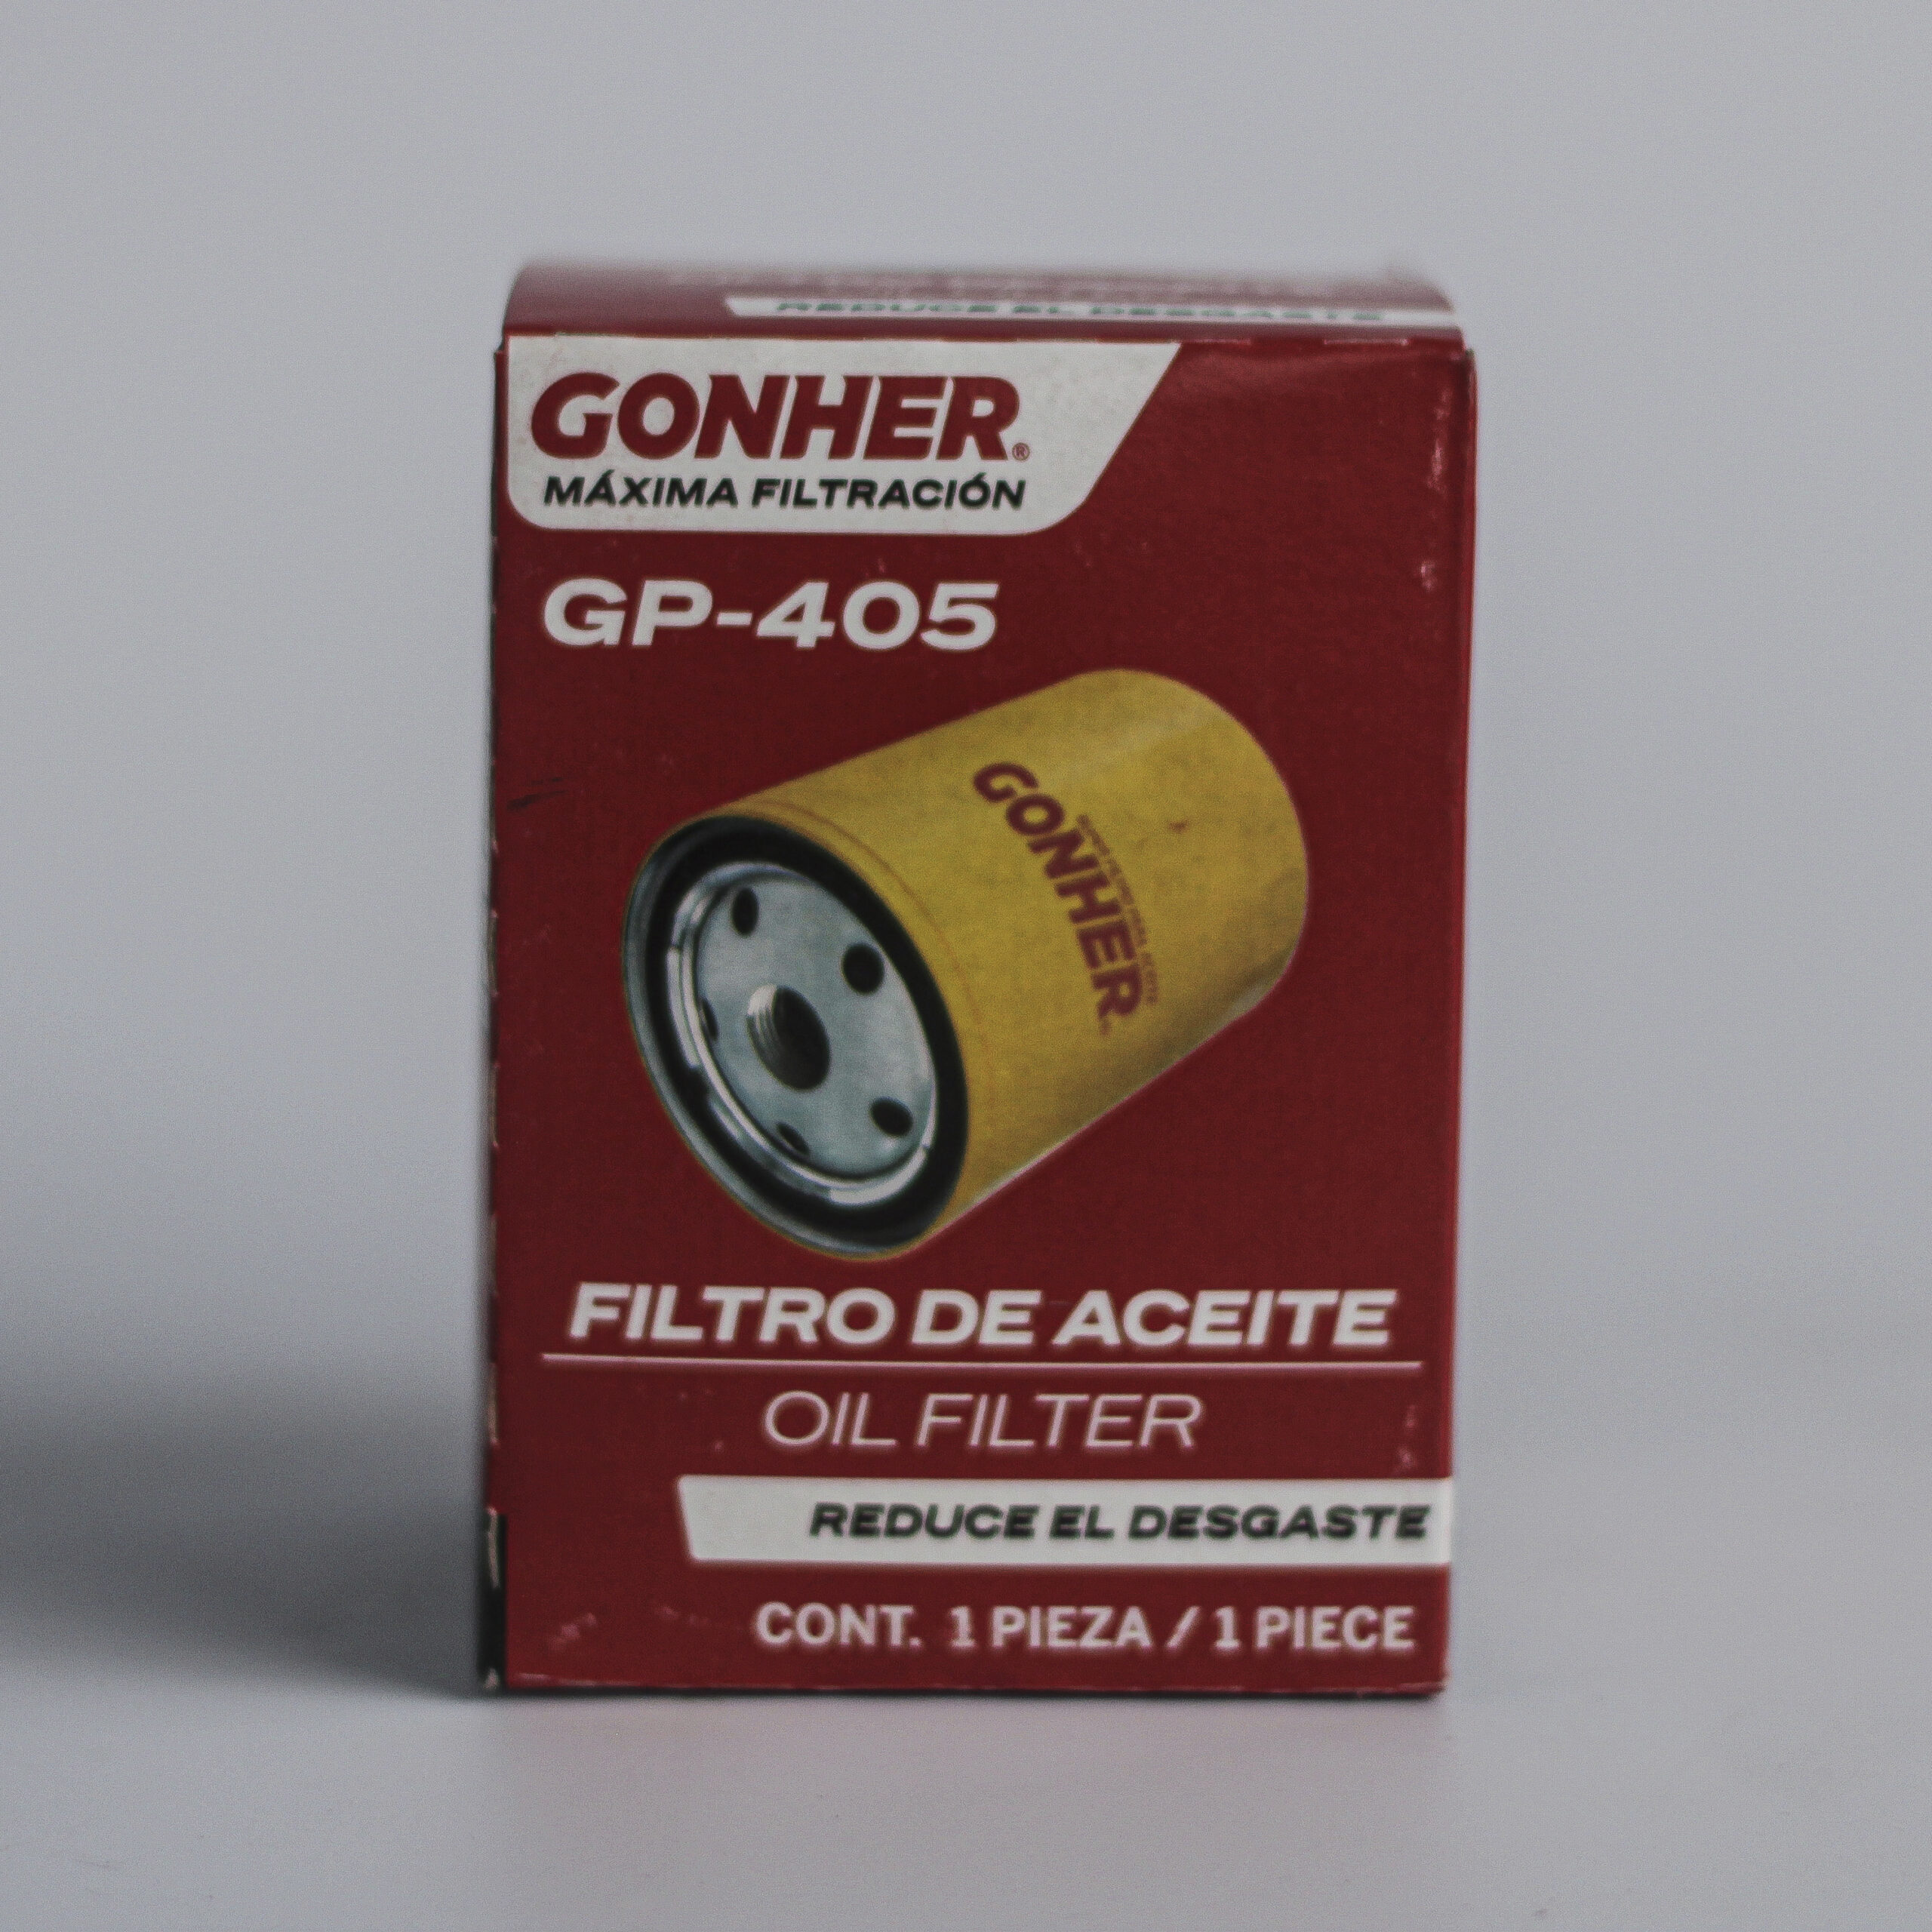 REDUCE EL DESGASTE
GONHER®
MÁXIMA FILTRACIÓN
GP-405
GONHER
FILTRO DE ACEITE
OIL FILTER
REDUCE EL DESGASTE
CONT. 1 PIEZA / 1 PIECE